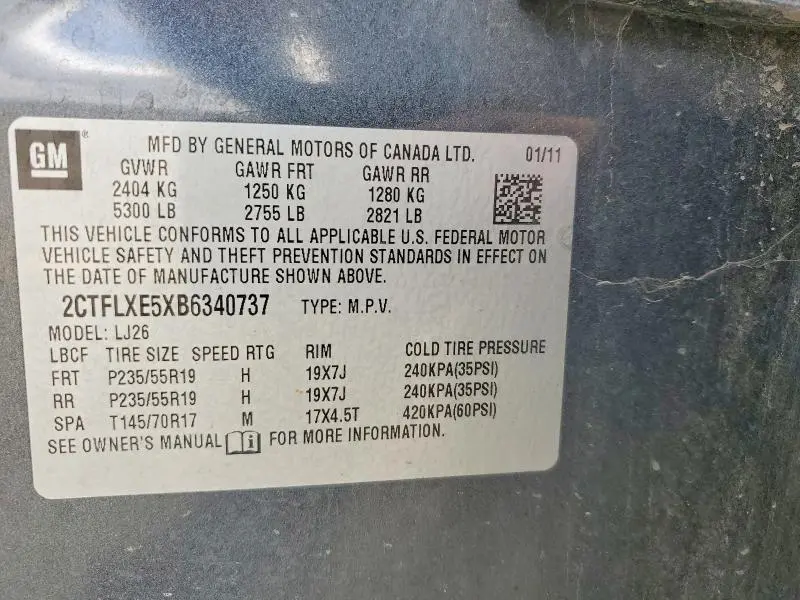 GM
MFD BY GENERAL MOTORS OF CANADA LTD. 01/11
GVWR GAWR FRT GAWR RR
2404 KG 1250 KG 1280 KG
5300 LB 2755 LB 2821 LB
THIS VEHICLE CONFORMS TO ALL APPLICABLE U.S. FEDERAL MOTOR
VEHICLE SAFETY AND THEFT PREVENTION STANDARDS IN EFFECT ON
THE DATE OF MANUFACTURE SHOWN ABOVE.
2CTFLXE5XB6340737 TYPE: M.P.V.
MODEL: LJ26
LBCF TIRE SIZE SPEED RTG RIM COLD TIRE PRESSURE
FRT P235/55R19 H 19X7J 240KPA(35PSI)
RR P235/55R19 H 19X7J 240KPA(35PSI)
SPA T145/70R17 M 17X4.5T 420KPA(60PSI)
SEE OWNER'S MANUAL FOR MORE INFORMATION.